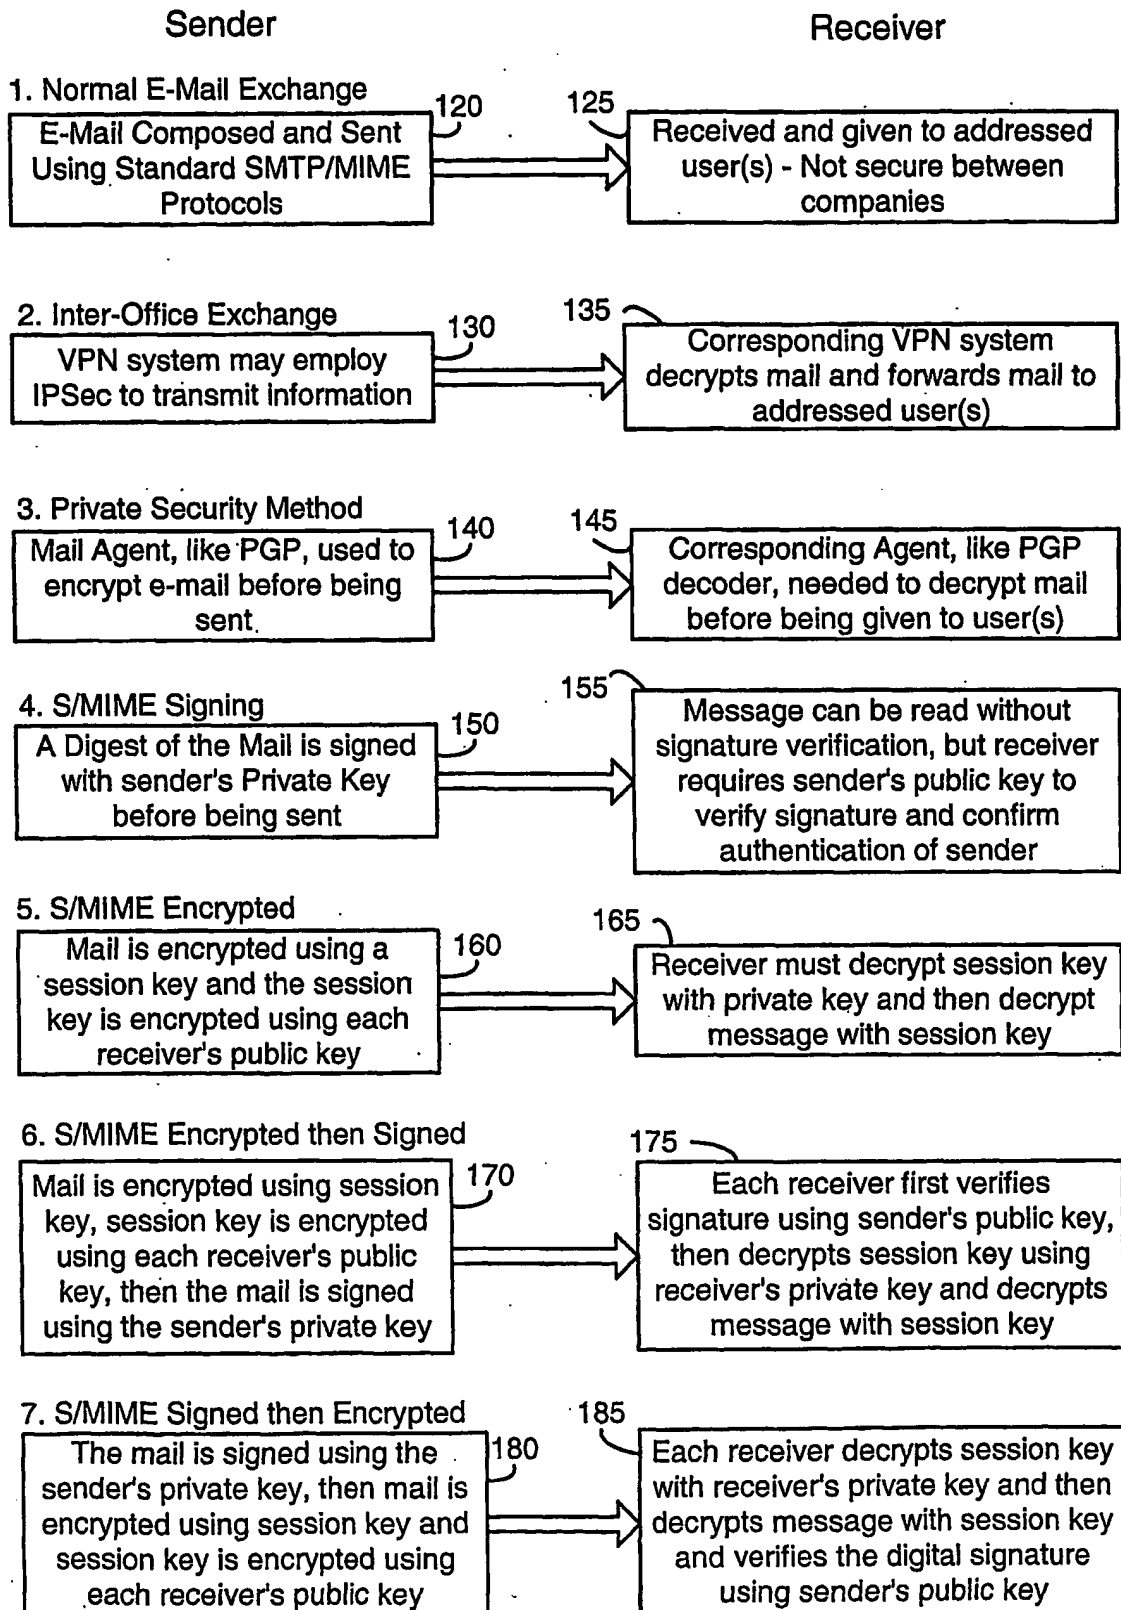 Sender
Receiver
1. Normal E-Mail Exchange
120
125
E-Mail Composed and Sent
Using Standard SMTP/MIME
Protocols
Received and given to addressed
user(s) - Not secure between
companies
2. Inter-Office Exchange
130
135
VPN system may employ
IPSec to transmit information
Corresponding VPN system
decrypts mail and forwards mail to
addressed user(s)
3. Private Security Method
140
145
Mail Agent, like PGP, used to
encrypt e-mail before being
sent
Corresponding Agent, like PGP
decoder, needed to decrypt mail
before being given to user(s)
4. S/MIME Signing
150
155
A Digest of the Mail is signed
with sender's Private Key
before being sent
Message can be read without
signature verification, but receiver
requires sender's public key to
verify signature and confirm
authentication of sender
5. S/MIME Encrypted
160
165
Mail is encrypted using a
session key and the session
key is encrypted using each
receiver's public key
Receiver must decrypt session key
with private key and then decrypt
message with session key
6. S/MIME Encrypted then Signed
170
175
Mail is encrypted using session
key, session key is encrypted
using each receiver's public
key, then the mail is signed
using the sender's private key
Each receiver first verifies
signature using sender's public key,
then decrypts session key using
receiver's private key and decrypts
message with session key
7. S/MIME Signed then Encrypted
180
185
The mail is signed using the
sender's private key, then mail is
encrypted using session key and
session key is encrypted using
each receiver's public key
Each receiver decrypts session key
with receiver's private key and then
decrypts message with session key
and verifies the digital signature
using sender's public key